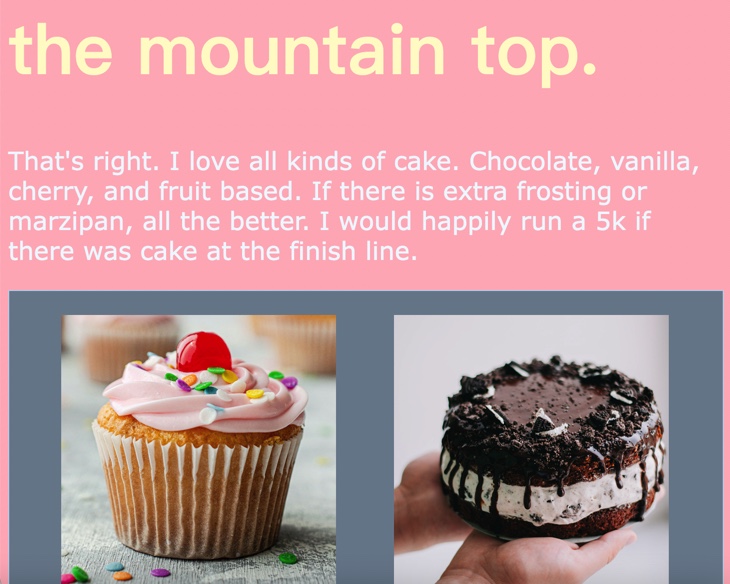 the mountain top.
That's right. I love all kinds of cake. Chocolate, vanilla,
cherry, and fruit based. If there is extra frosting or
marzipan, all the better. I would happily run a 5k if
there was cake at the finish line.